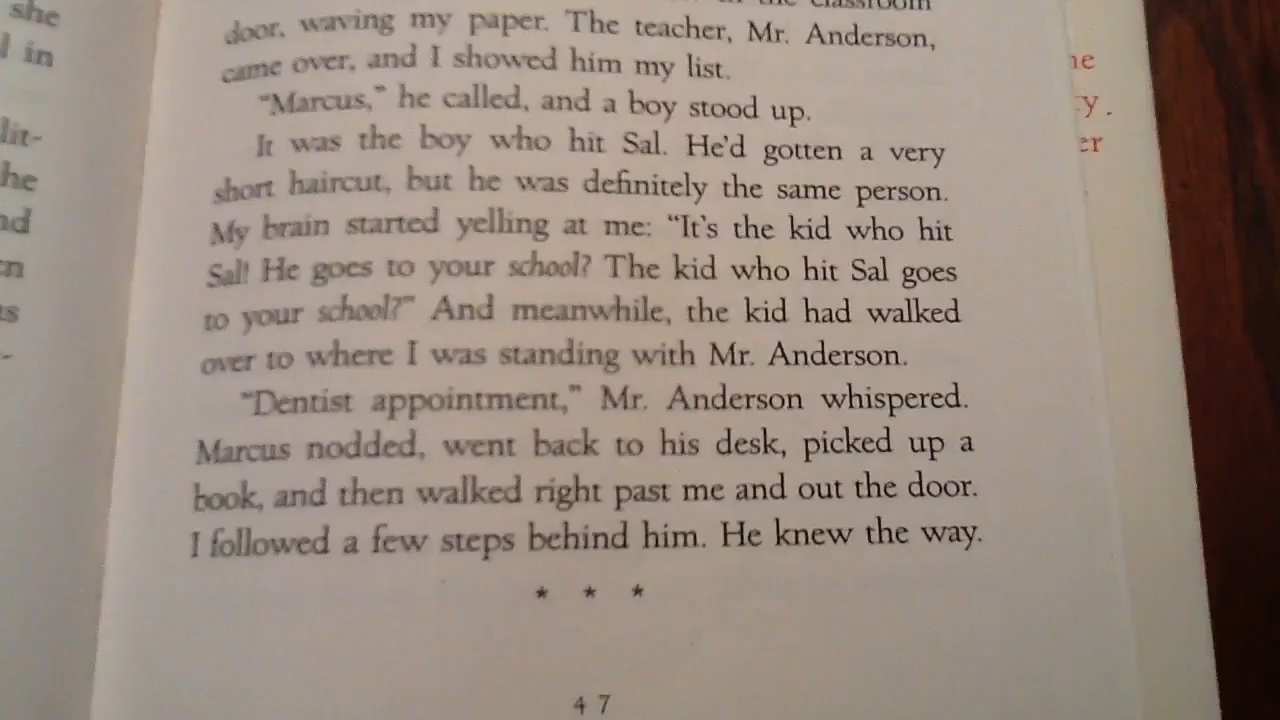 she
in
lit-
he
classroom
door, waving my paper. The teacher, Mr. Anderson,
came over, and I showed him my list.
"Marcus," he called, and a boy stood up.
It was the boy who hit Sal. He'd gotten a very
short haircut, but he was definitely the same person.
My brain started yelling at me: "It's the kid who hit
Sal! He goes to your school? The kid who hit Sal goes
to your school?" And meanwhile, the kid had walked
over to where I was standing with Mr. Anderson.
"Dentist appointment," Mr. Anderson whispered.
Marcus nodded, went back to his desk, picked up a
book, and then walked right past me and out the door.
I followed a few steps behind him. He knew the way.
* * *
47